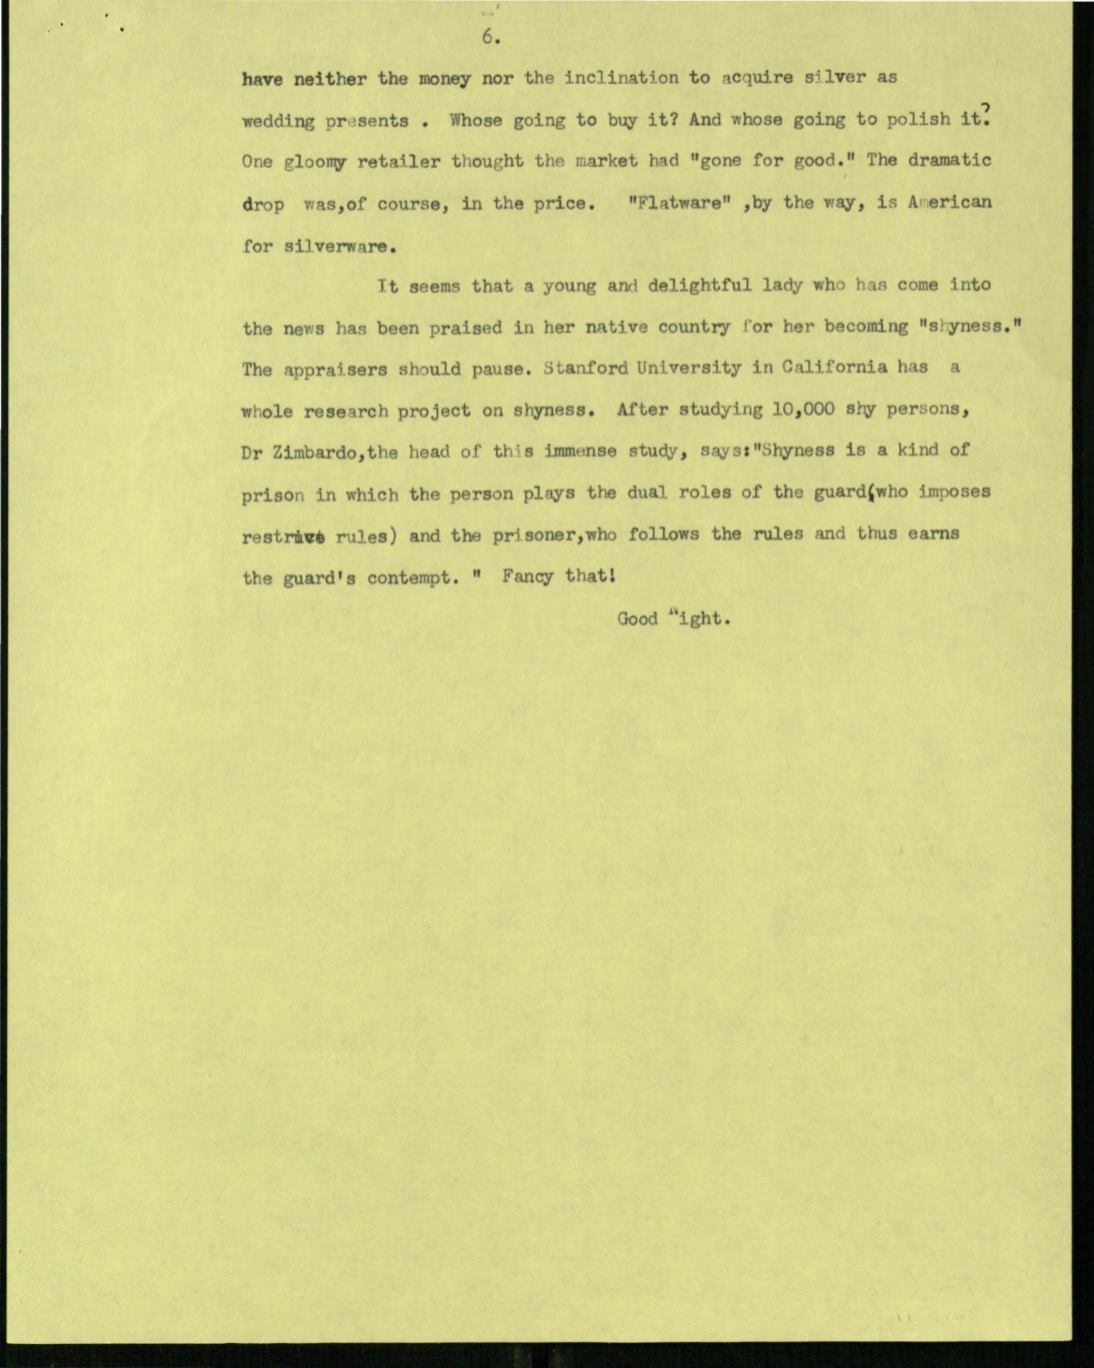 6.
have neither the money nor the inclination to acquire silver as
wedding presents . Whose going to buy it? And whose going to polish it?
One gloomy retailer thought the market had "gone for good." The dramatic
drop was,of course, in the price. "Flatware" ,by the way, is American
for silverware.
It seems that a young and delightful lady who has come into
the news has been praised in her native country for her becoming "shyness."
The appraisers should pause. Stanford University in California has a
whole research project on shyness. After studying 10,000 shy persons,
Dr Zimbardo,the head of this immense study, says:"Shyness is a kind of
prison in which the person plays the dual roles of the guard(who imposes
rules) and the prisoner,who follows the rules and thus earns
the guard's contempt. " Fancy that!
Good Night.